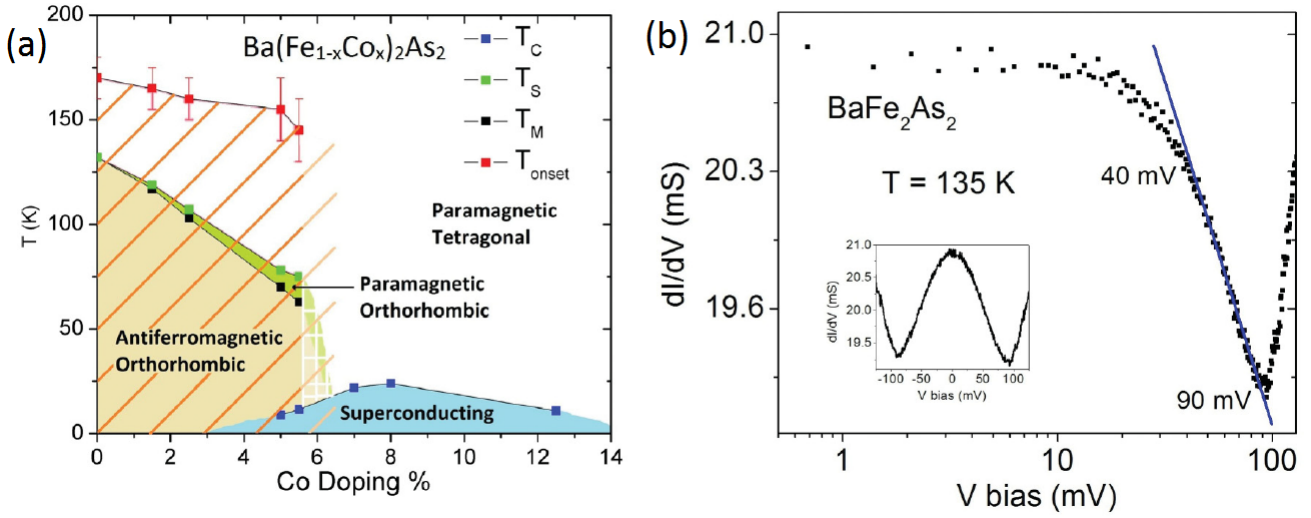 (a)
Ba(Fe1-xCox)2As2
TC
TS
TM
Tonset
Paramagnetic
Tetragonal
Paramagnetic
Orthorhombic
Antiferromagnetic
Orthorhombic
Superconducting
200
150
100
50
0
T (K)
0 2 4 6 8 10 12 14
Co Doping %
(b)
21.0
20.3
19.6
dI/dV (mS)
BaFe2As2
T = 135 K
40 mV
90 mV
21.0
20.5
20.0
19.5
dI/dV (mS)
-100 -50 0 50 100
V bias (mV)
1 10 100
V bias (mV)